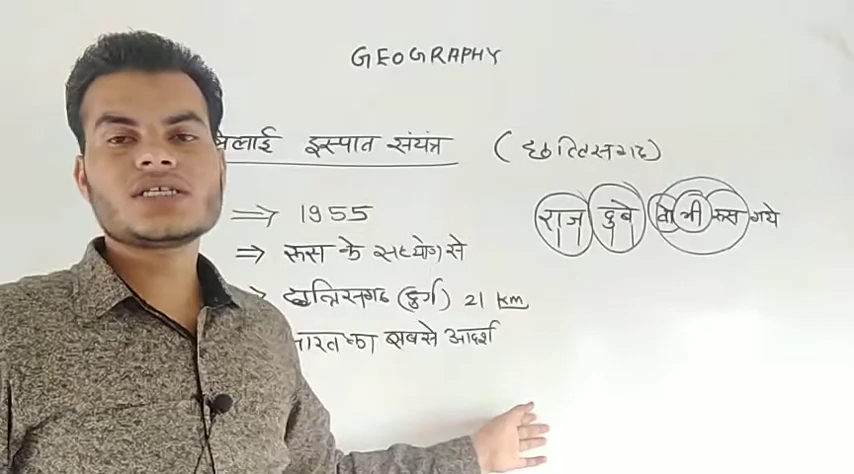 GEOGRAPHY
भिलाई इस्पात संयंत्र (छत्तिसगढ)
⇒ 1955
⇒ रूस के सहयोग से
छत्तिसगढ (दुर्ग) 21 km
भारत का सबसे आदर्श
राज दुबे बो भी रूस गये